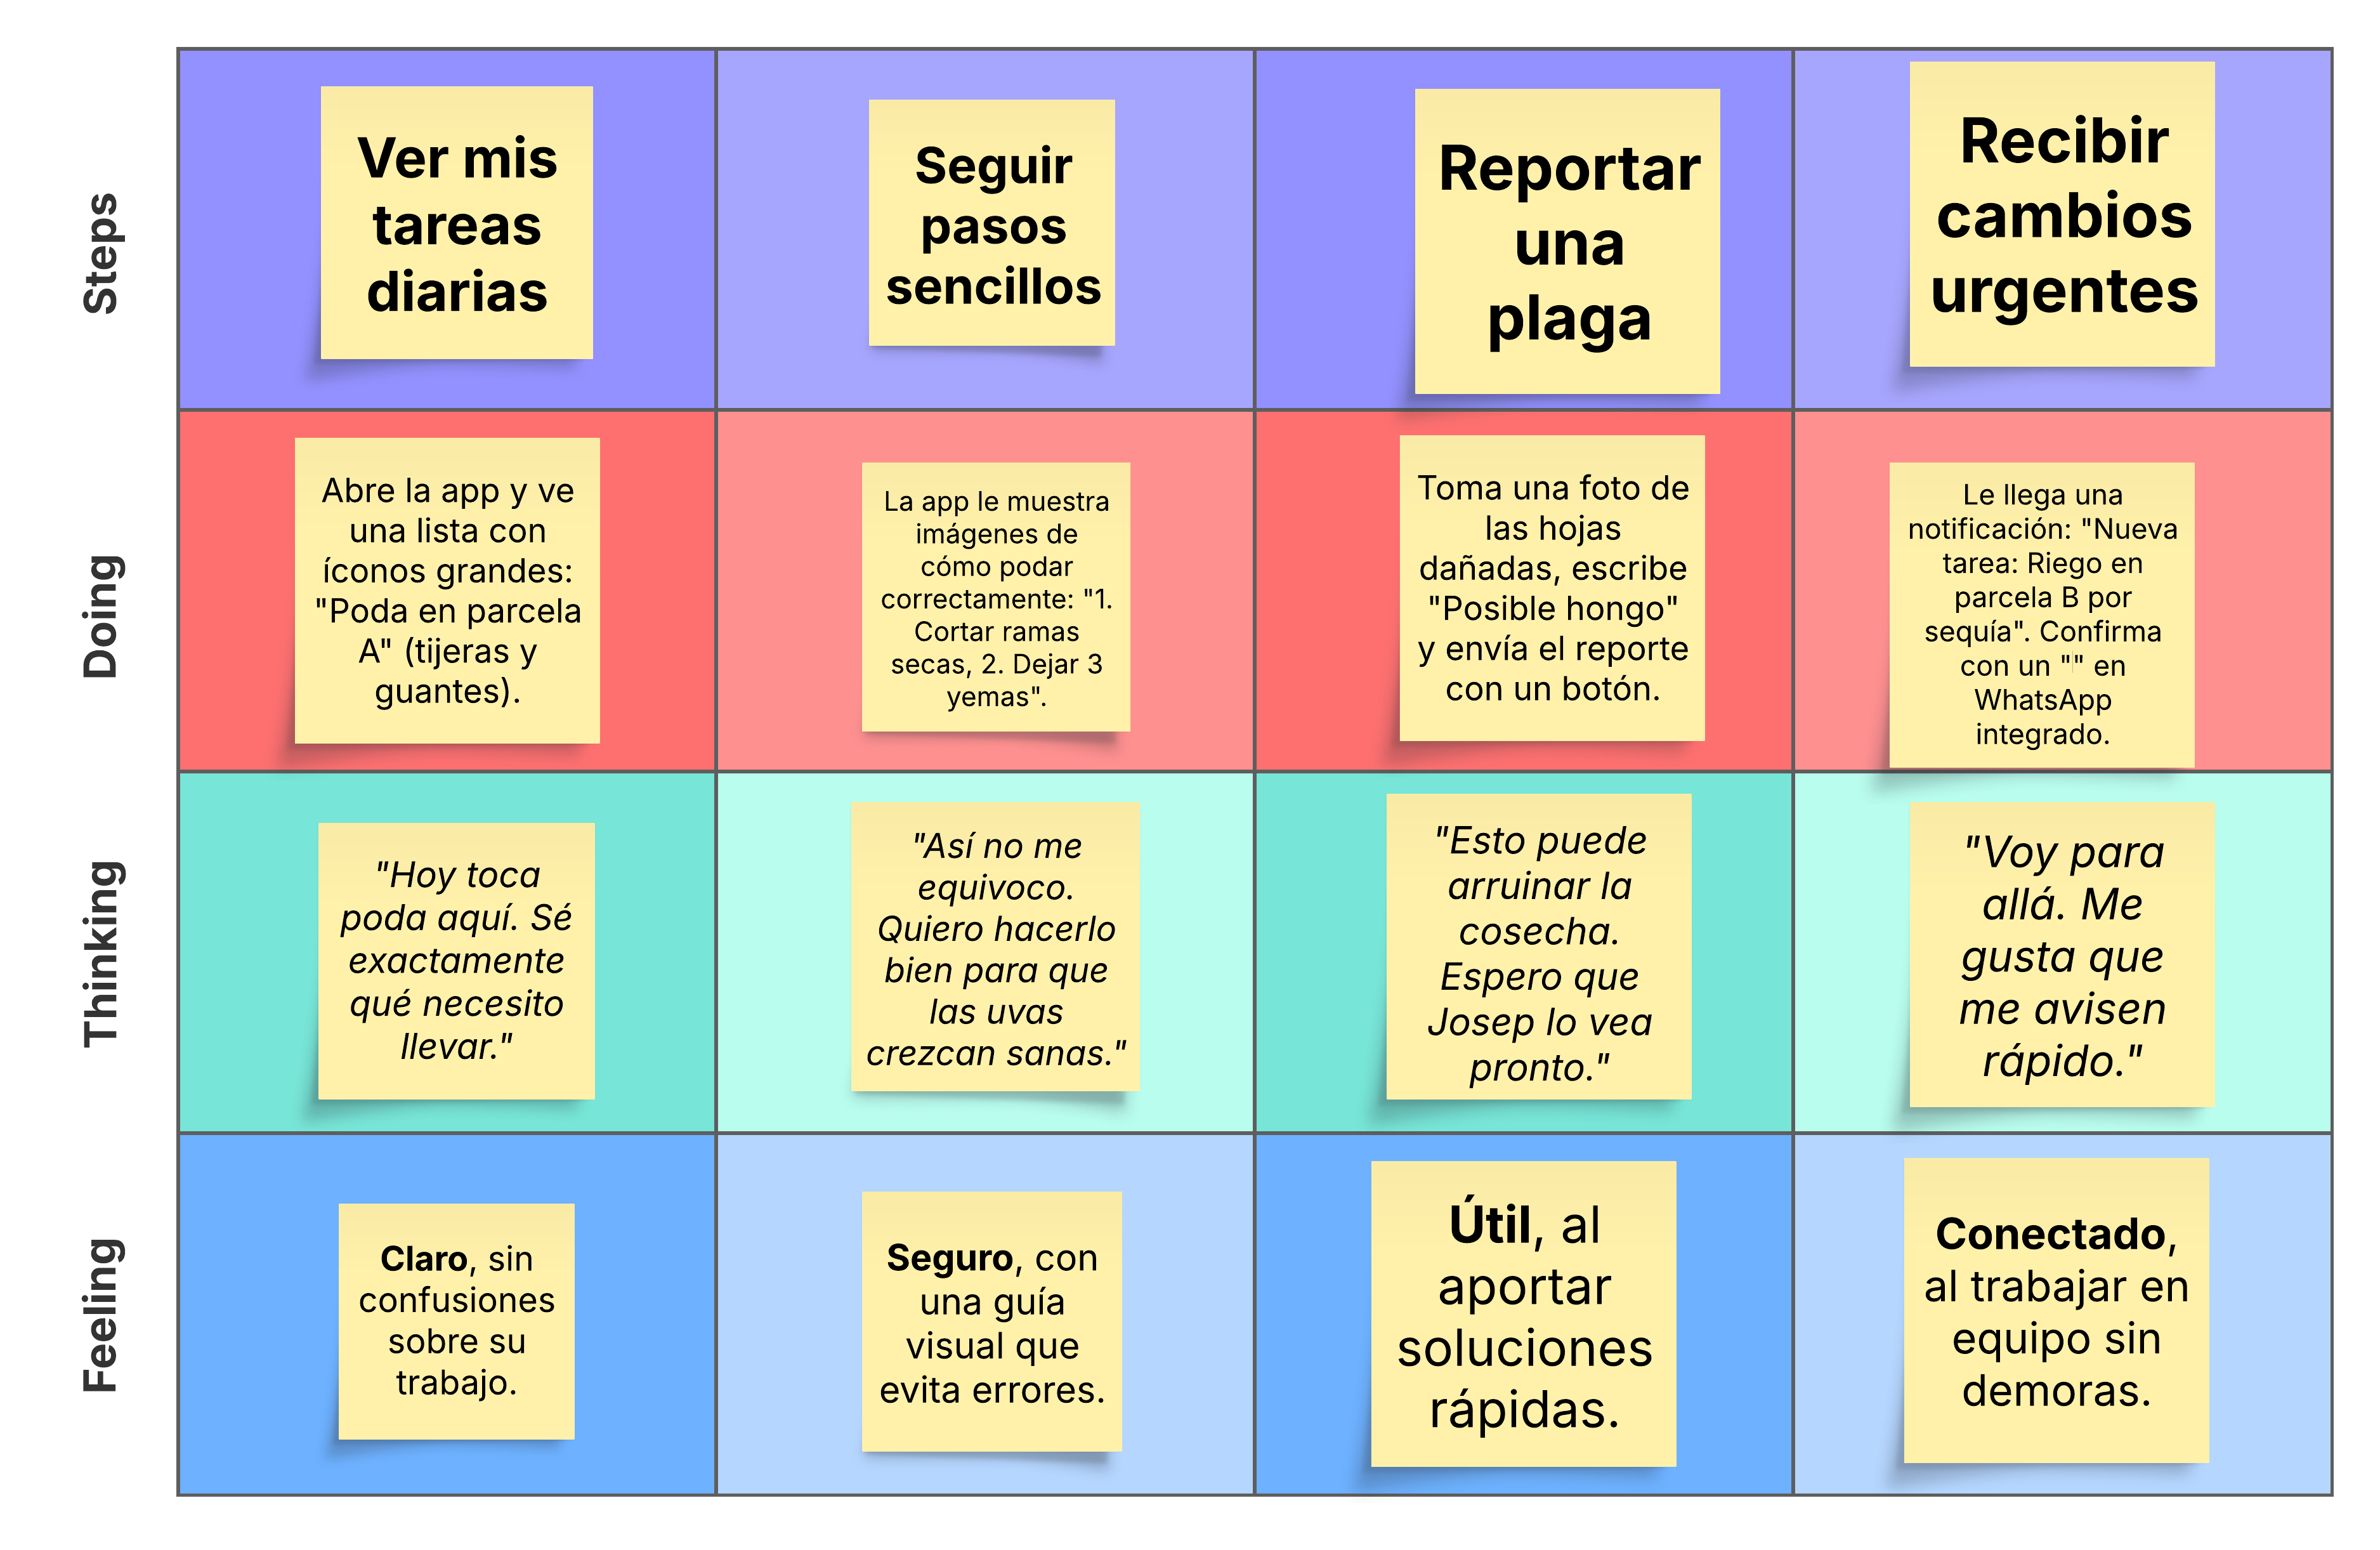 Steps
Ver mis
tareas
diarias
Seguir
pasos
sencillos
Reportar
una
plaga
Recibir
cambios
urgentes
Doing
Abre la app y ve
una lista con
íconos grandes:
"Poda en parcela
A" (tijeras y
guantes).
La app le muestra
imágenes de
cómo podar
correctamente: "1.
Cortar ramas
secas, 2. Dejar 3
yemas".
Toma una foto de
las hojas
dañadas, escribe
"Posible hongo"
y envía el reporte
con un botón.
Le llega una
notificación: "Nueva
tarea: Riego en
parcela B por
sequía". Confirma
con un "" en
WhatsApp
integrado.
Thinking
"Hoy toca
poda aquí. Sé
exactamente
qué necesito
llevar."
"Así no me
equivoco.
Quiero hacerlo
bien para que
las uvas
crezcan sanas."
"Esto puede
arruinar la
cosecha.
Espero que
Josep lo vea
pronto."
"Voy para
allá. Me
gusta que
me avisen
rápido."
Feeling
Claro, sin
confusiones
sobre su
trabajo.
Seguro, con
una guía
visual que
evita errores.
Útil, al
aportar
soluciones
rápidas.
Conectado,
al trabajar en
equipo sin
demoras.